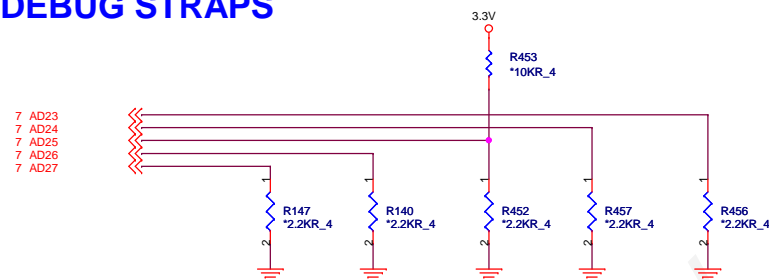 DEBUG STRAPS
3.3V
R453
*10KR_4
7 AD23
7 AD24
7 AD25
7 AD26
7 AD27
1 1 1 1 1
R147 R140 R452 R457 R456
*2.2KR_4 *2.2KR_4 *2.2KR_4 *2.2KR_4 *2.2KR_4
2 2 2 2 2